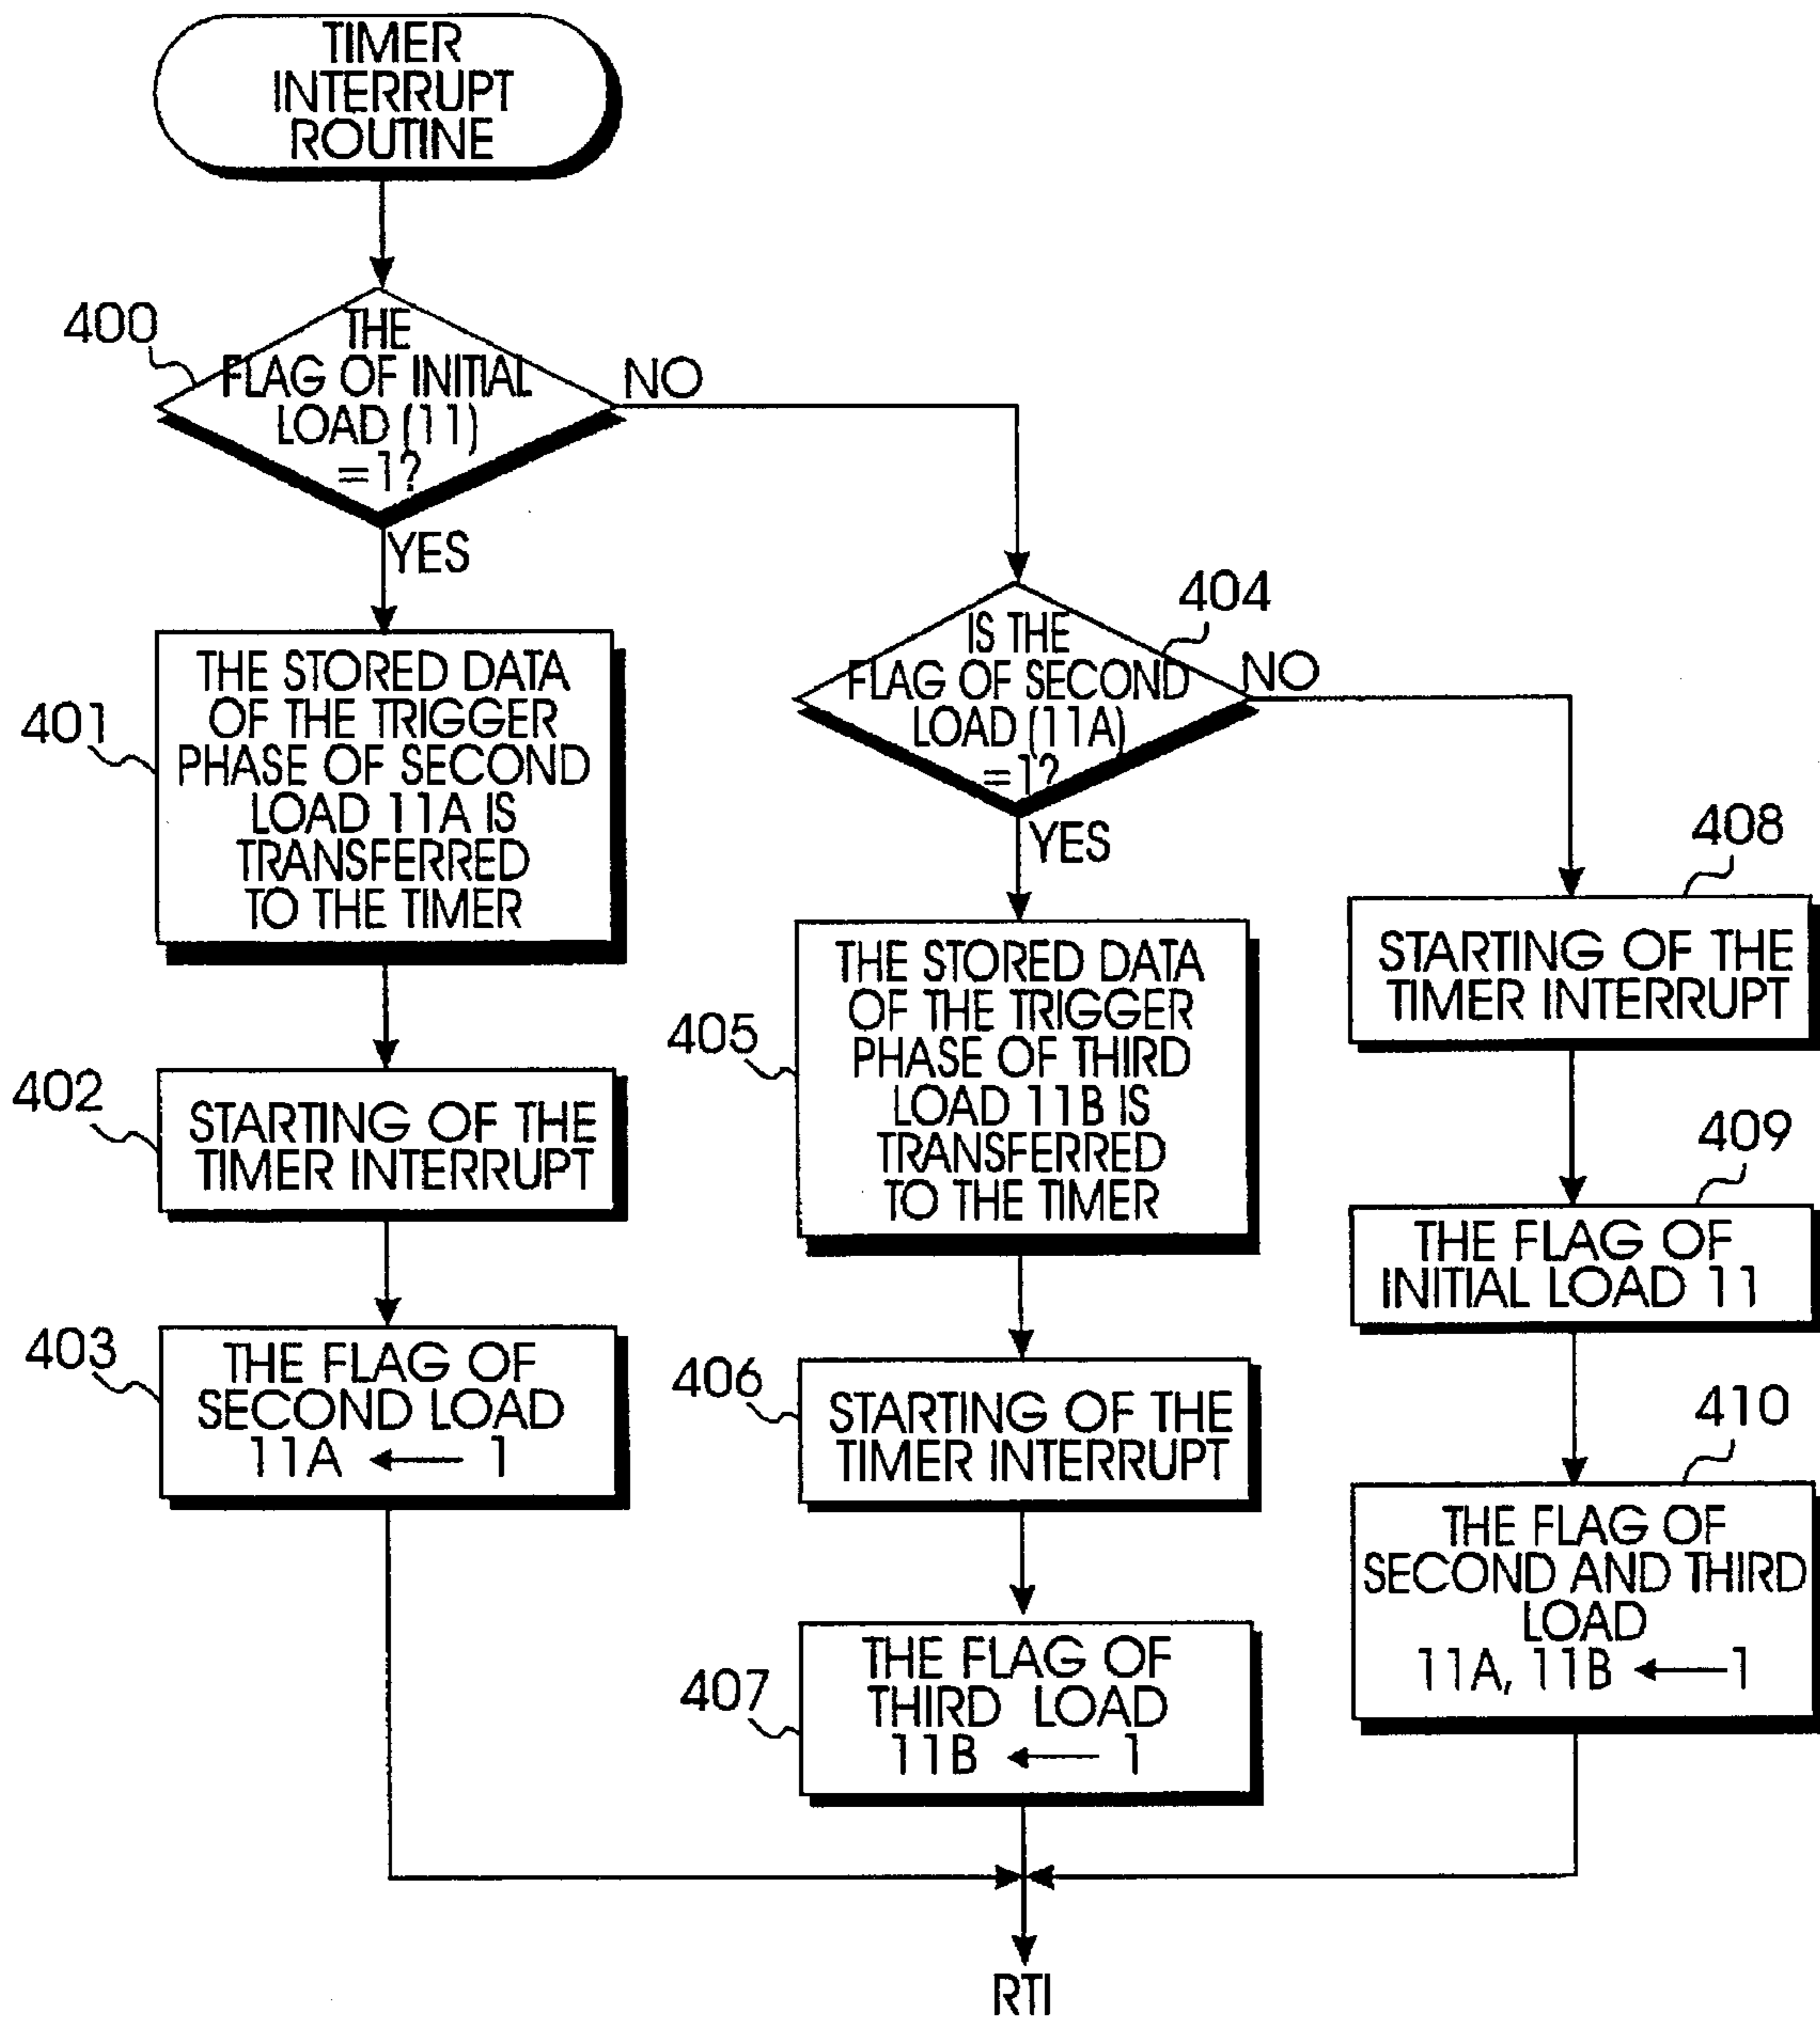 TIMER
INTERRUPT
ROUTINE
400
THE
FLAG OF INITIAL
LOAD (11)
=1?
NO
YES
401
THE STORED DATA
OF THE TRIGGER
PHASE OF SECOND
LOAD 11A IS
TRANSFERRED
TO THE TIMER
402
STARTING OF THE
TIMER INTERRUPT
403
THE FLAG OF
SECOND LOAD
11A ← 1
404
IS THE
FLAG OF SECOND
LOAD (11A)
=1?
NO
YES
405
THE STORED DATA
OF THE TRIGGER
PHASE OF THIRD
LOAD 11B IS
TRANSFERRED
TO THE TIMER
406
STARTING OF THE
TIMER INTERRUPT
407
THE FLAG OF
THIRD LOAD
11B ← 1
408
STARTING OF THE
TIMER INTERRUPT
409
THE FLAG OF
INITIAL LOAD 11
410
THE FLAG OF
SECOND AND THIRD
LOAD
11A, 11B ← 1
RTI